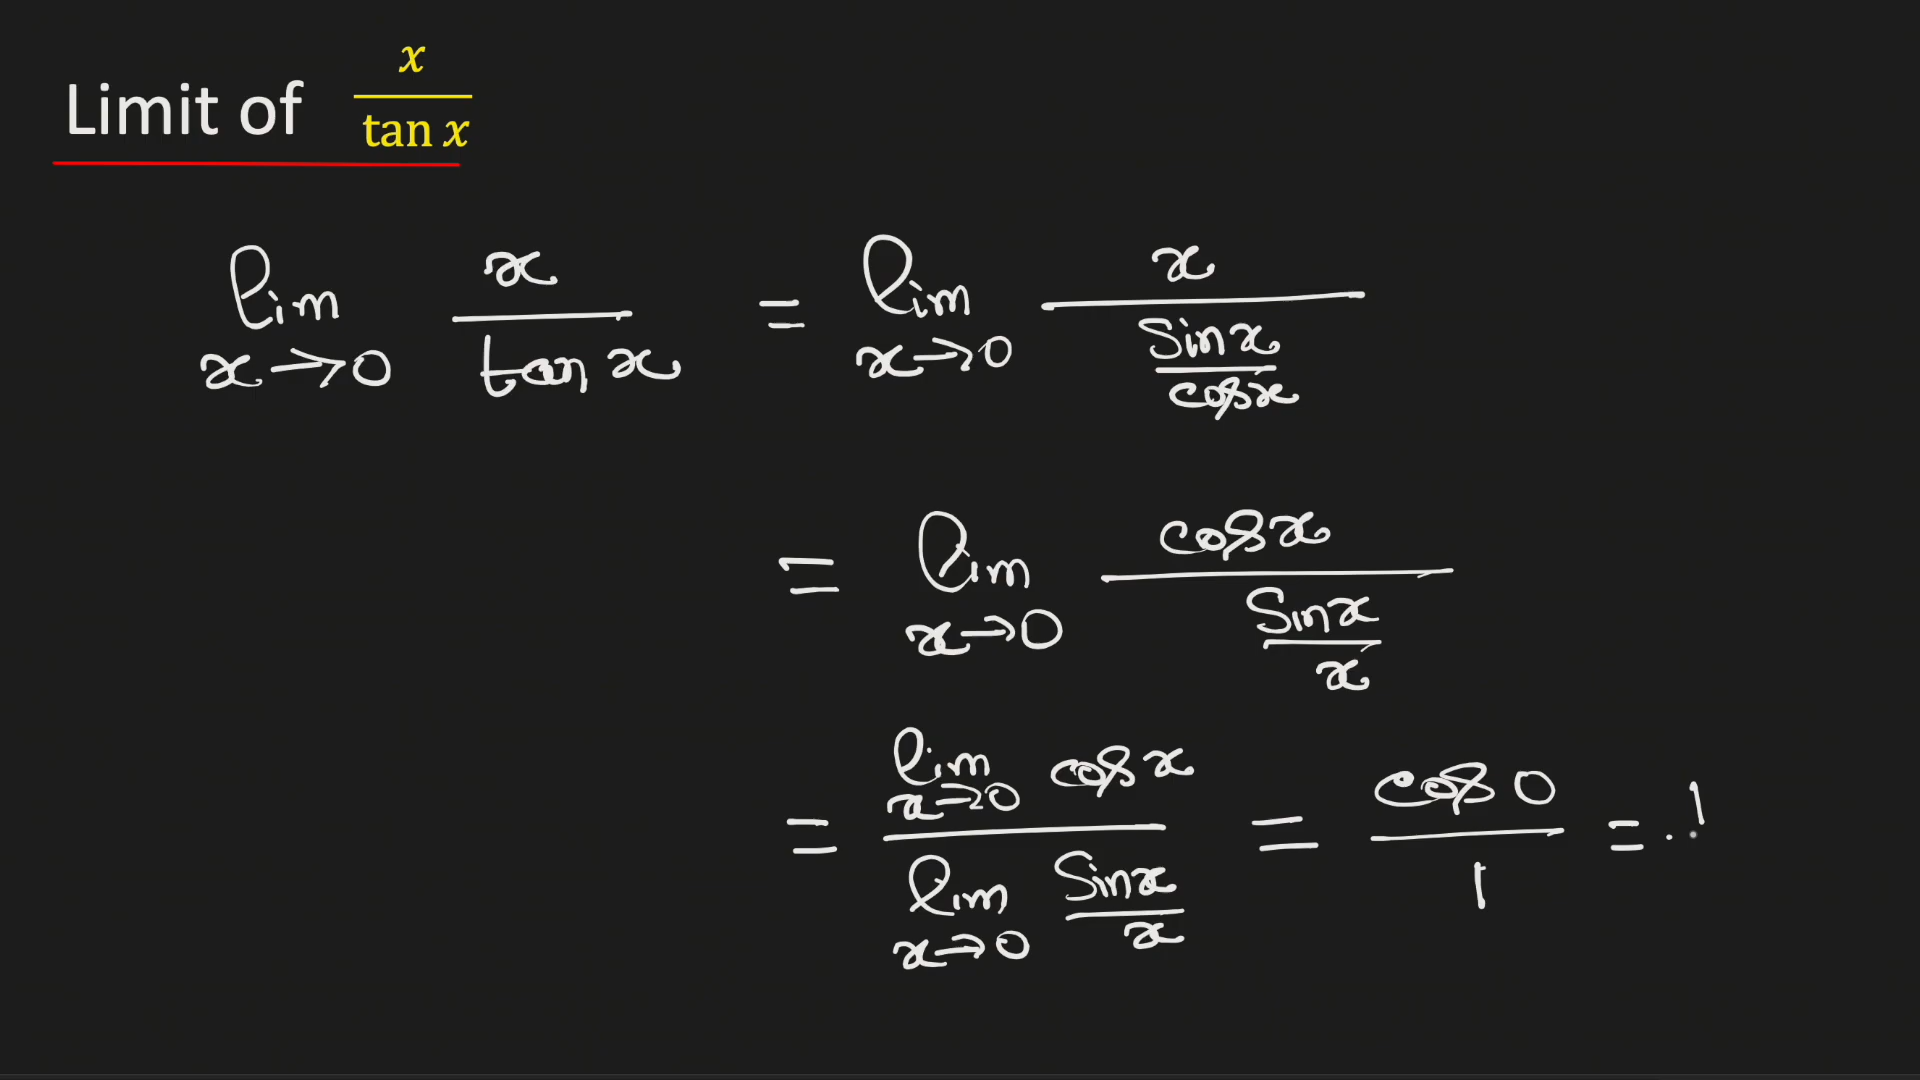 Limit of x / tan x
lim x→0 x / tan x = lim x→0 x / (sin x / cos x)
= lim x→0 cos x / (sin x / x)
= lim x→0 cos x / lim x→0 (sin x / x) = cos 0 / 1 = 1